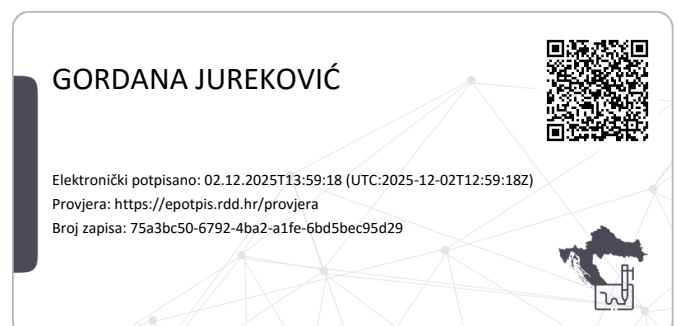 GORDANA JUREKOVIĆ
Elektronički potpisano: 02.12.2025T13:59:18 (UTC:2025-12-02T12:59:18Z)
Provjera: https://epotpis.rdd.hr/provjera
Broj zapisa: 75a3bc50-6792-4ba2-a1fe-6bd5bec95d29